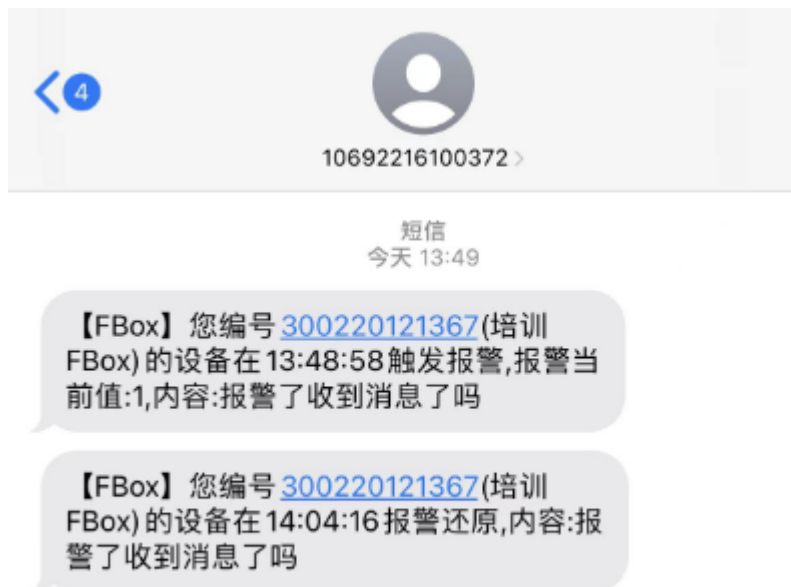 4
10692216100372
短信
今天 13:49
【FBox】您编号300220121367(培训
FBox)的设备在13:48:58触发报警,报警当
前值:1,内容:报警了收到消息了吗
【FBox】您编号300220121367(培训
FBox)的设备在14:04:16报警还原,内容:报
警了收到消息了吗